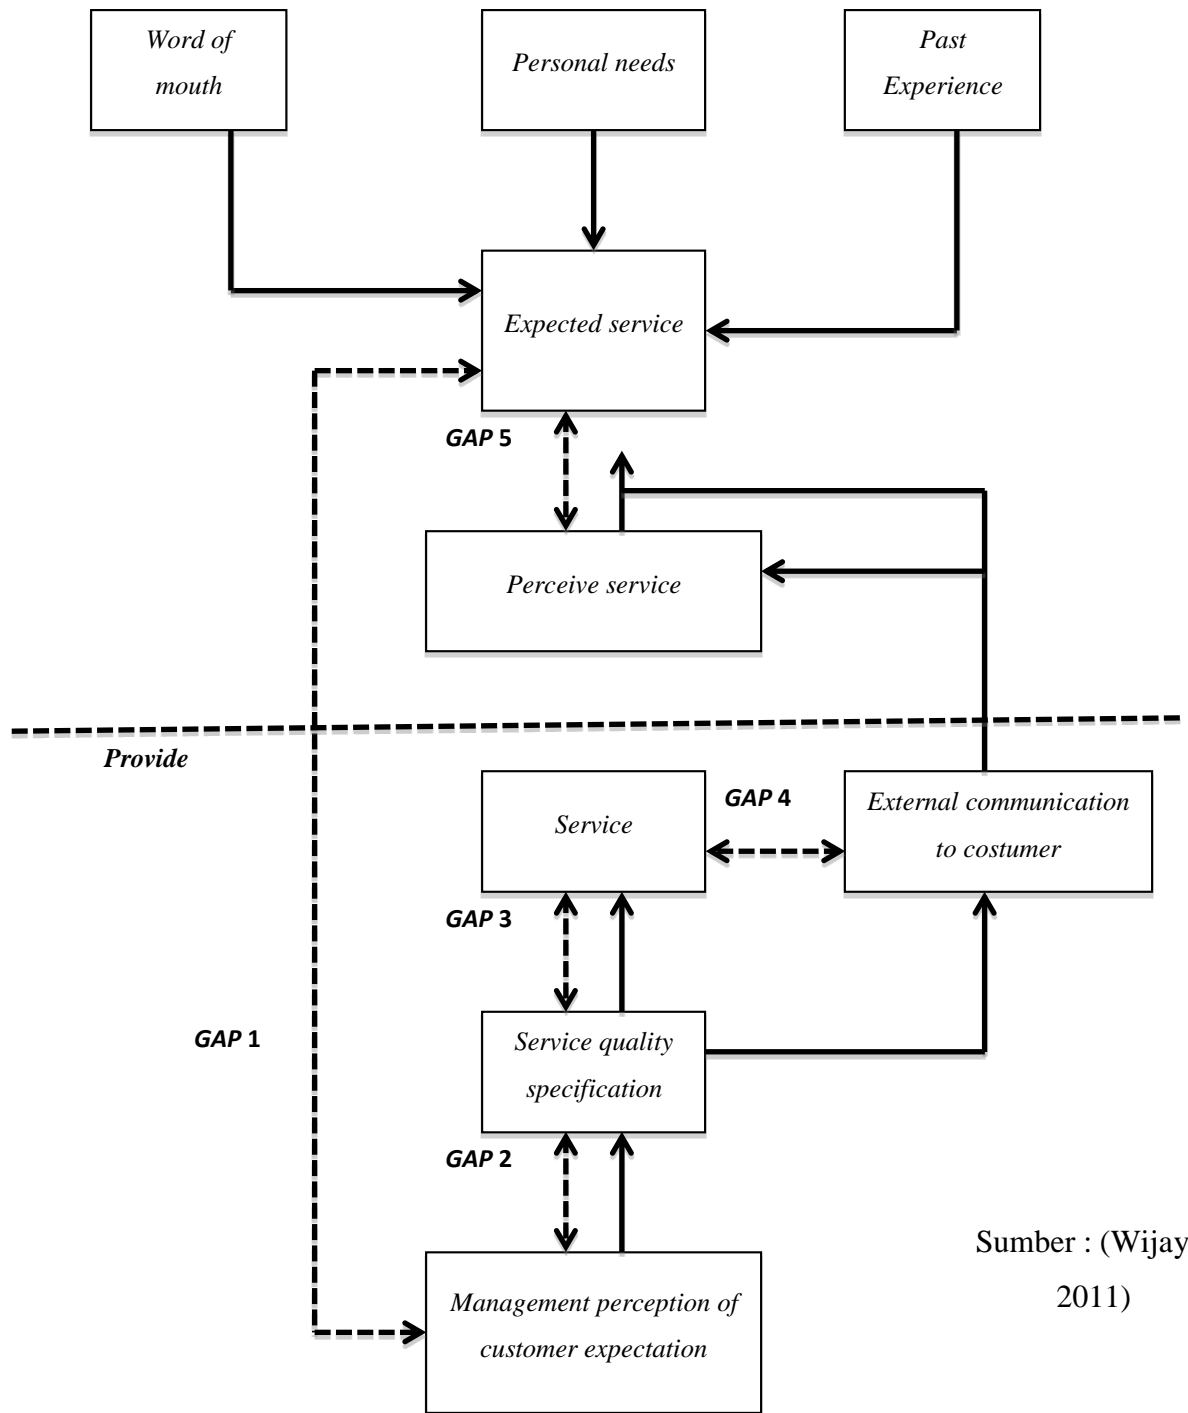 Word of
mouth
Personal needs
Past
Experience
Expected service
GAP 5
Perceive service
Provide
Service
GAP 4
External communication
to costumer
GAP 3
GAP 1
Service quality
specification
GAP 2
Management perception of
customer expectation
Sumber : (Wijay
2011)